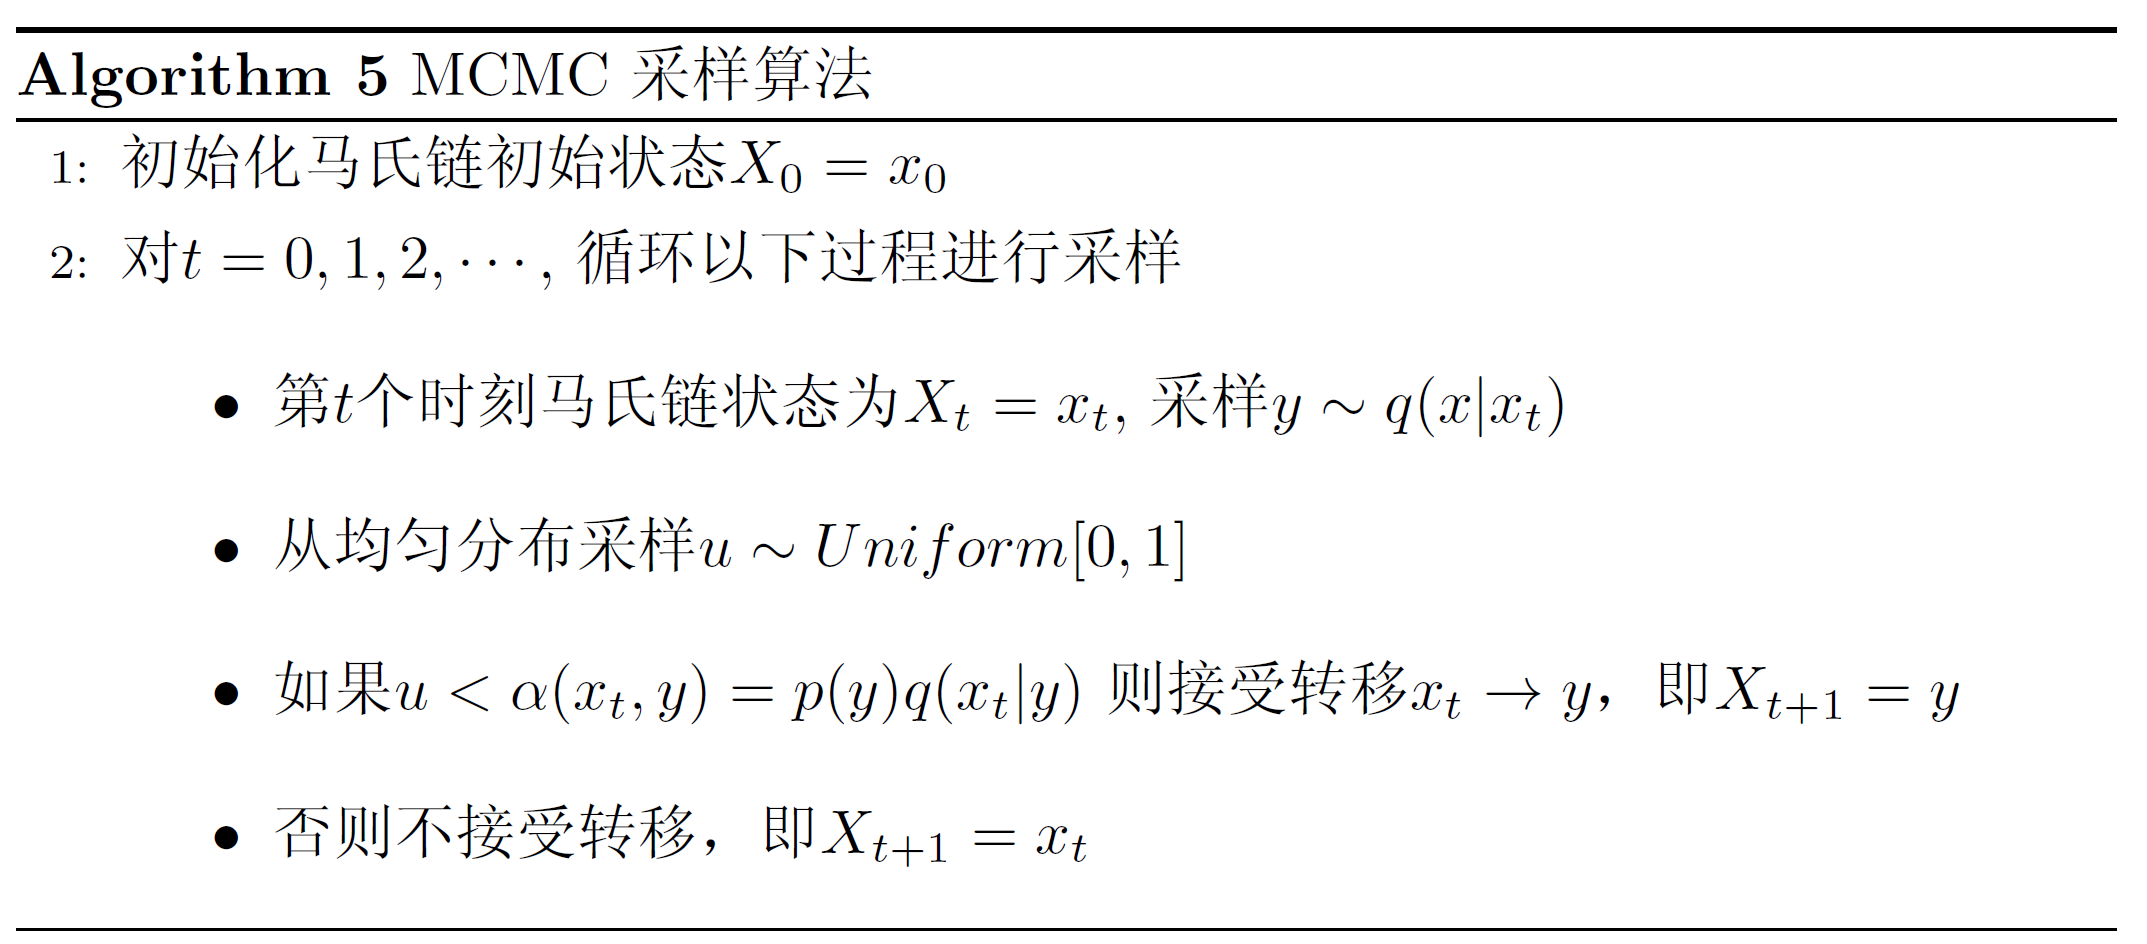 Algorithm 5 MCMC 采样算法
1: 初始化马氏链初始状态$X_0 = x_0$
2: 对$t = 0, 1, 2, \cdots$, 循环以下过程进行采样
• 第$t$个时刻马氏链状态为$X_t = x_t$, 采样$y \sim q(x|x_t)$
• 从均匀分布采样$u \sim Uniform[0, 1]$
• 如果$u < \alpha(x_t, y) = p(y)q(x_t|y)$ 则接受转移$x_t \rightarrow y$，即$X_{t+1} = y$
• 否则不接受转移，即$X_{t+1} = x_t$